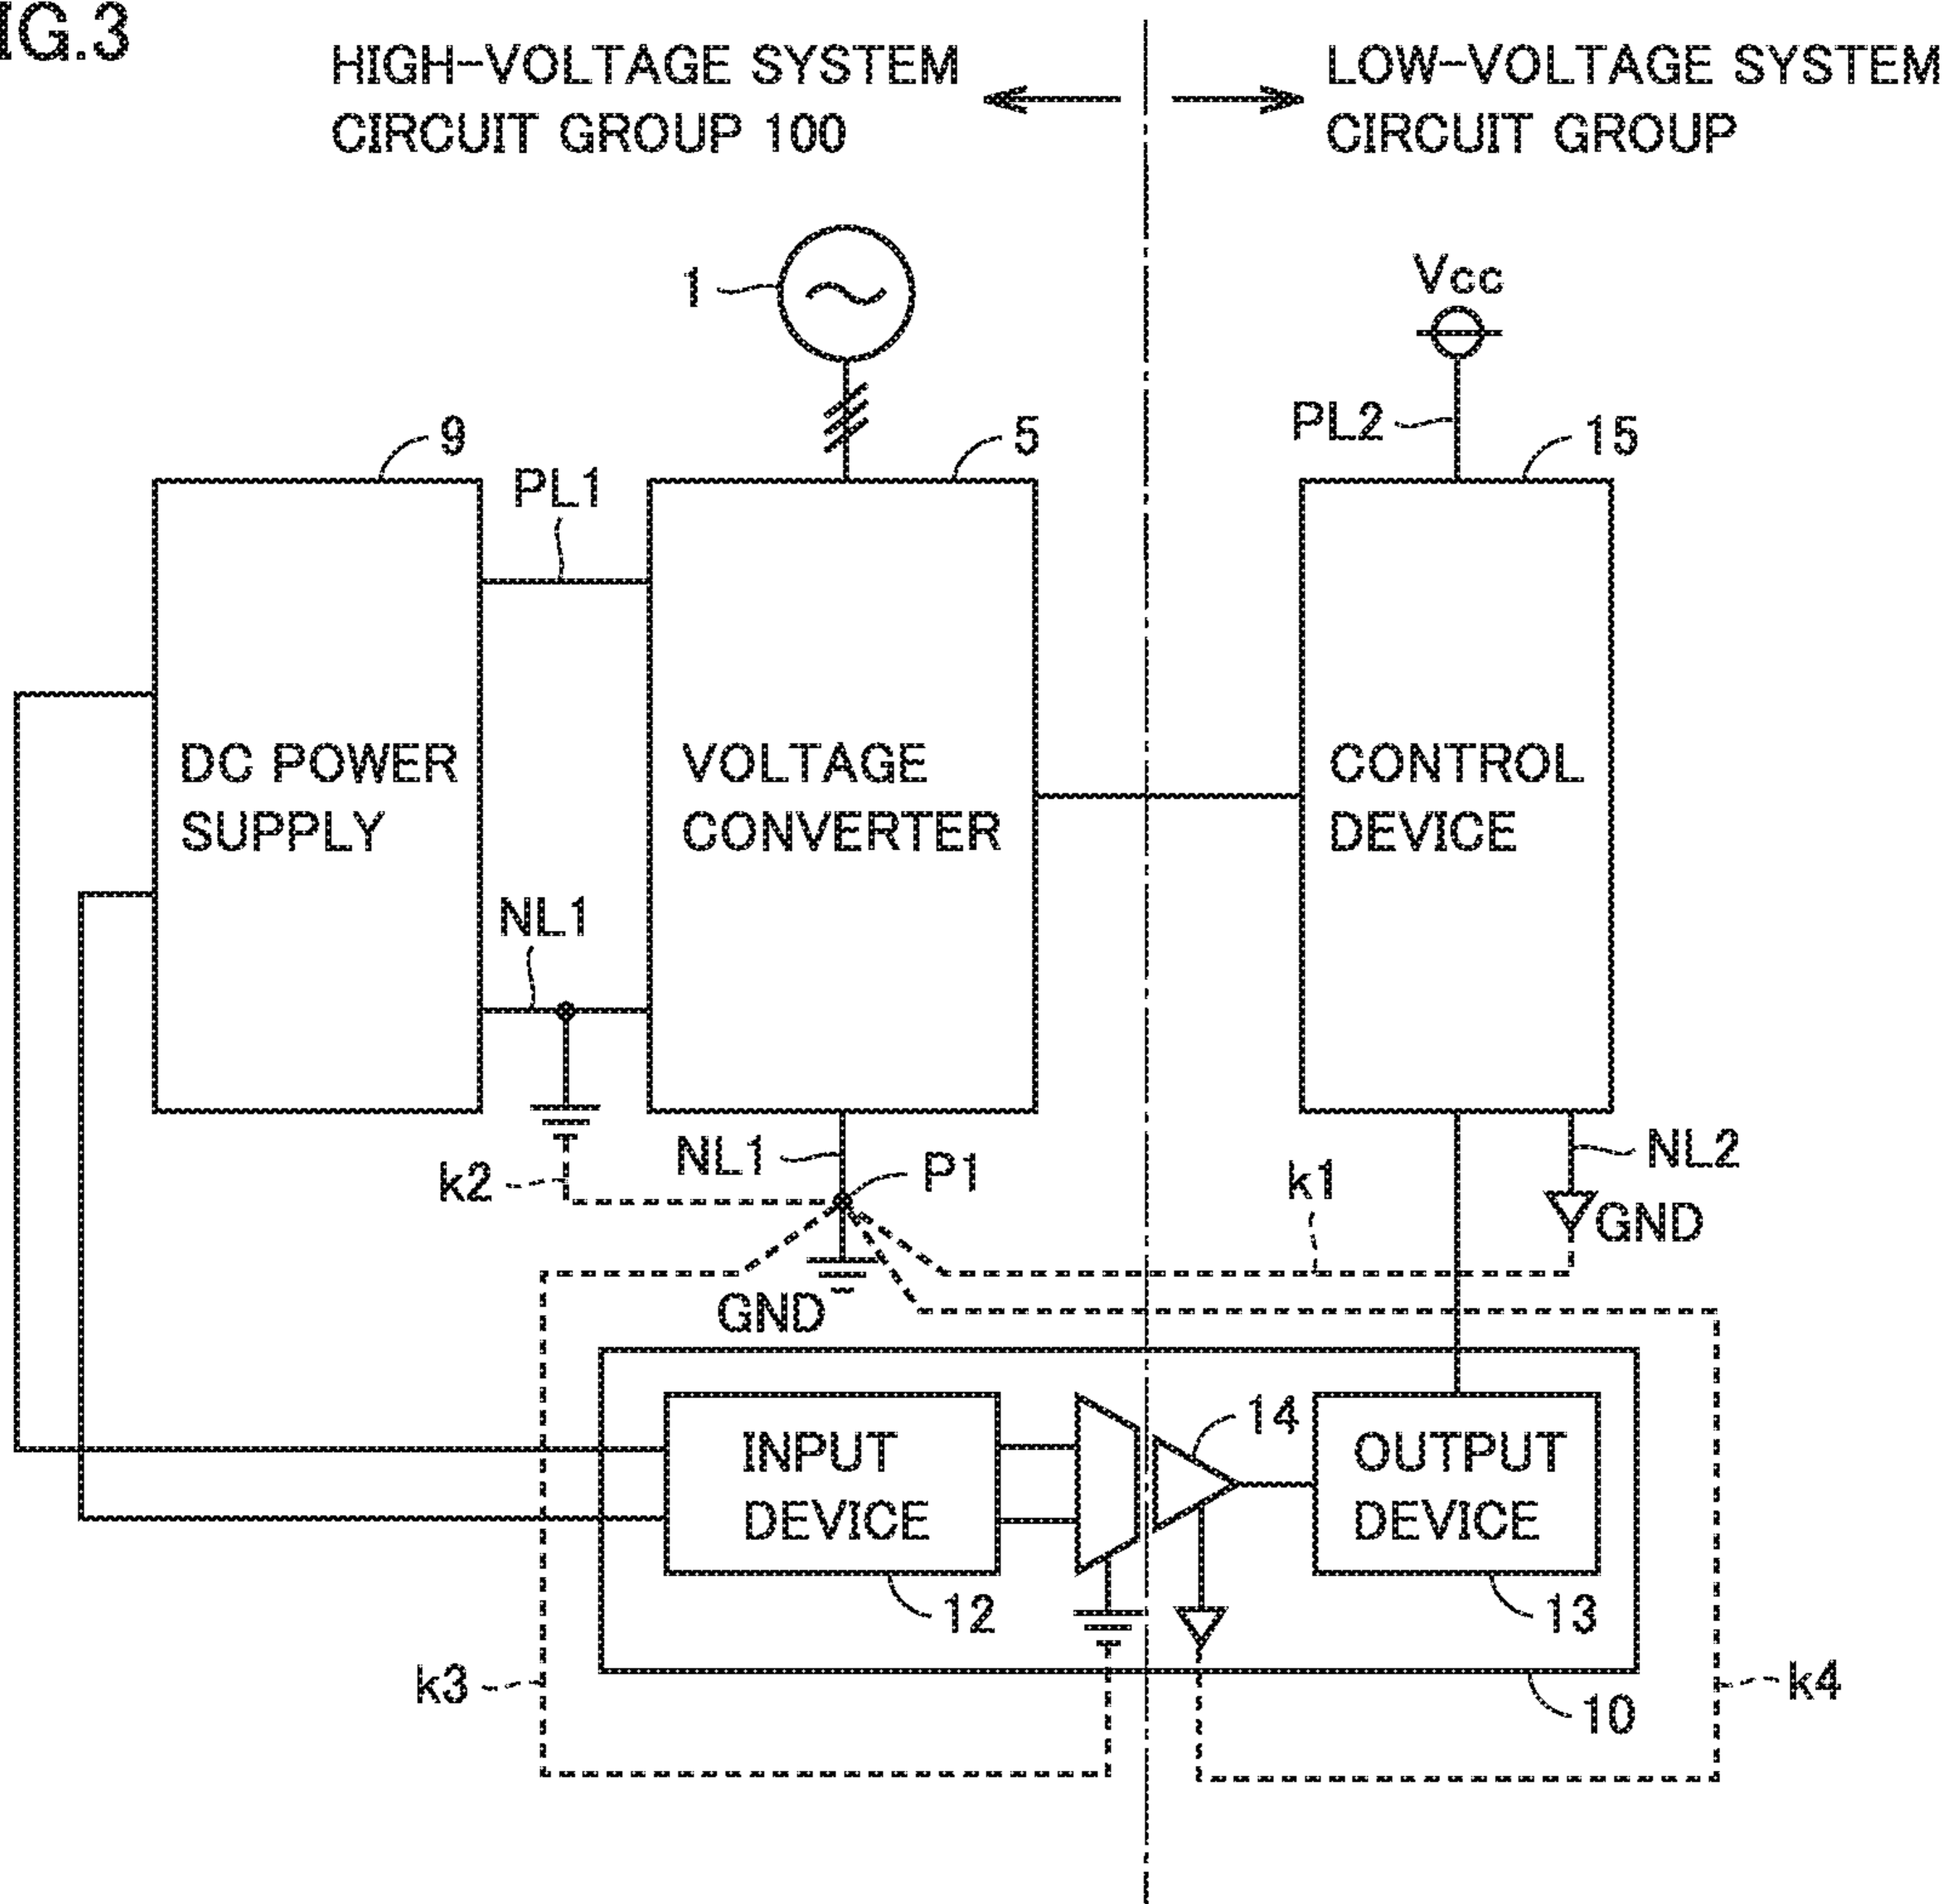 IG.3
HIGH-VOLTAGE SYSTEM
CIRCUIT GROUP 100
LOW-VOLTAGE SYSTEM
CIRCUIT GROUP
1
Vcc
PL2
9
PL1
5
15
DC POWER
SUPPLY
VOLTAGE
CONVERTER
CONTROL
DEVICE
NL1
k2
NL1
P1
k1
NL2
GND
GND
INPUT
DEVICE
14
OUTPUT
DEVICE
12
13
k3
10
k4